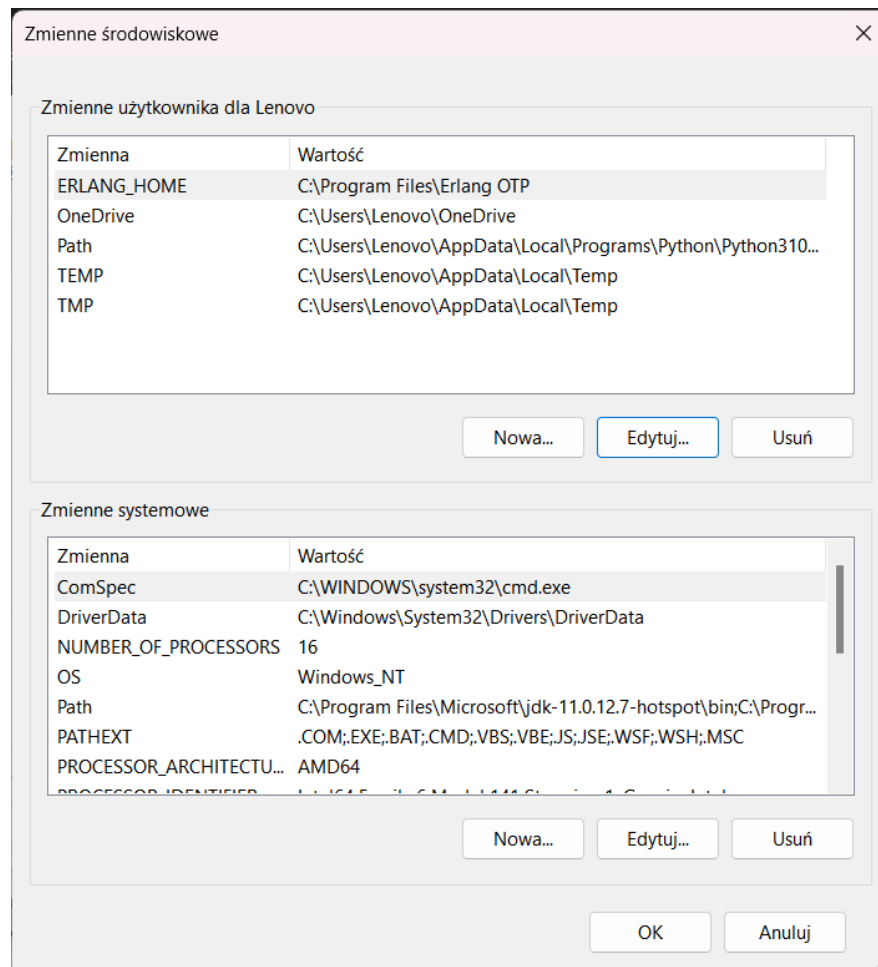 Zmienne środowiskowe
Zmienne użytkownika dla Lenovo
Zmienna Wartość
ERLANG_HOME C:\Program Files\Erlang OTP
OneDrive C:\Users\Lenovo\OneDrive
Path C:\Users\Lenovo\AppData\Local\Programs\Python\Python310...
TEMP C:\Users\Lenovo\AppData\Local\Temp
TMP C:\Users\Lenovo\AppData\Local\Temp
Nowa... Edytuj... Usuń
Zmienne systemowe
Zmienna Wartość
ComSpec C:\WINDOWS\system32\cmd.exe
DriverData C:\Windows\System32\Drivers\DriverData
NUMBER_OF_PROCESSORS 16
OS Windows_NT
Path C:\Program Files\Microsoft\jdk-11.0.12.7-hotspot\bin;C:\Progr...
PATHEXT .COM;.EXE;.BAT;.CMD;.VBS;.VBE;.JS;.JSE;.WSF;.WSH;.MSC
PROCESSOR_ARCHITECTU... AMD64
Nowa... Edytuj... Usuń
OK Anuluj